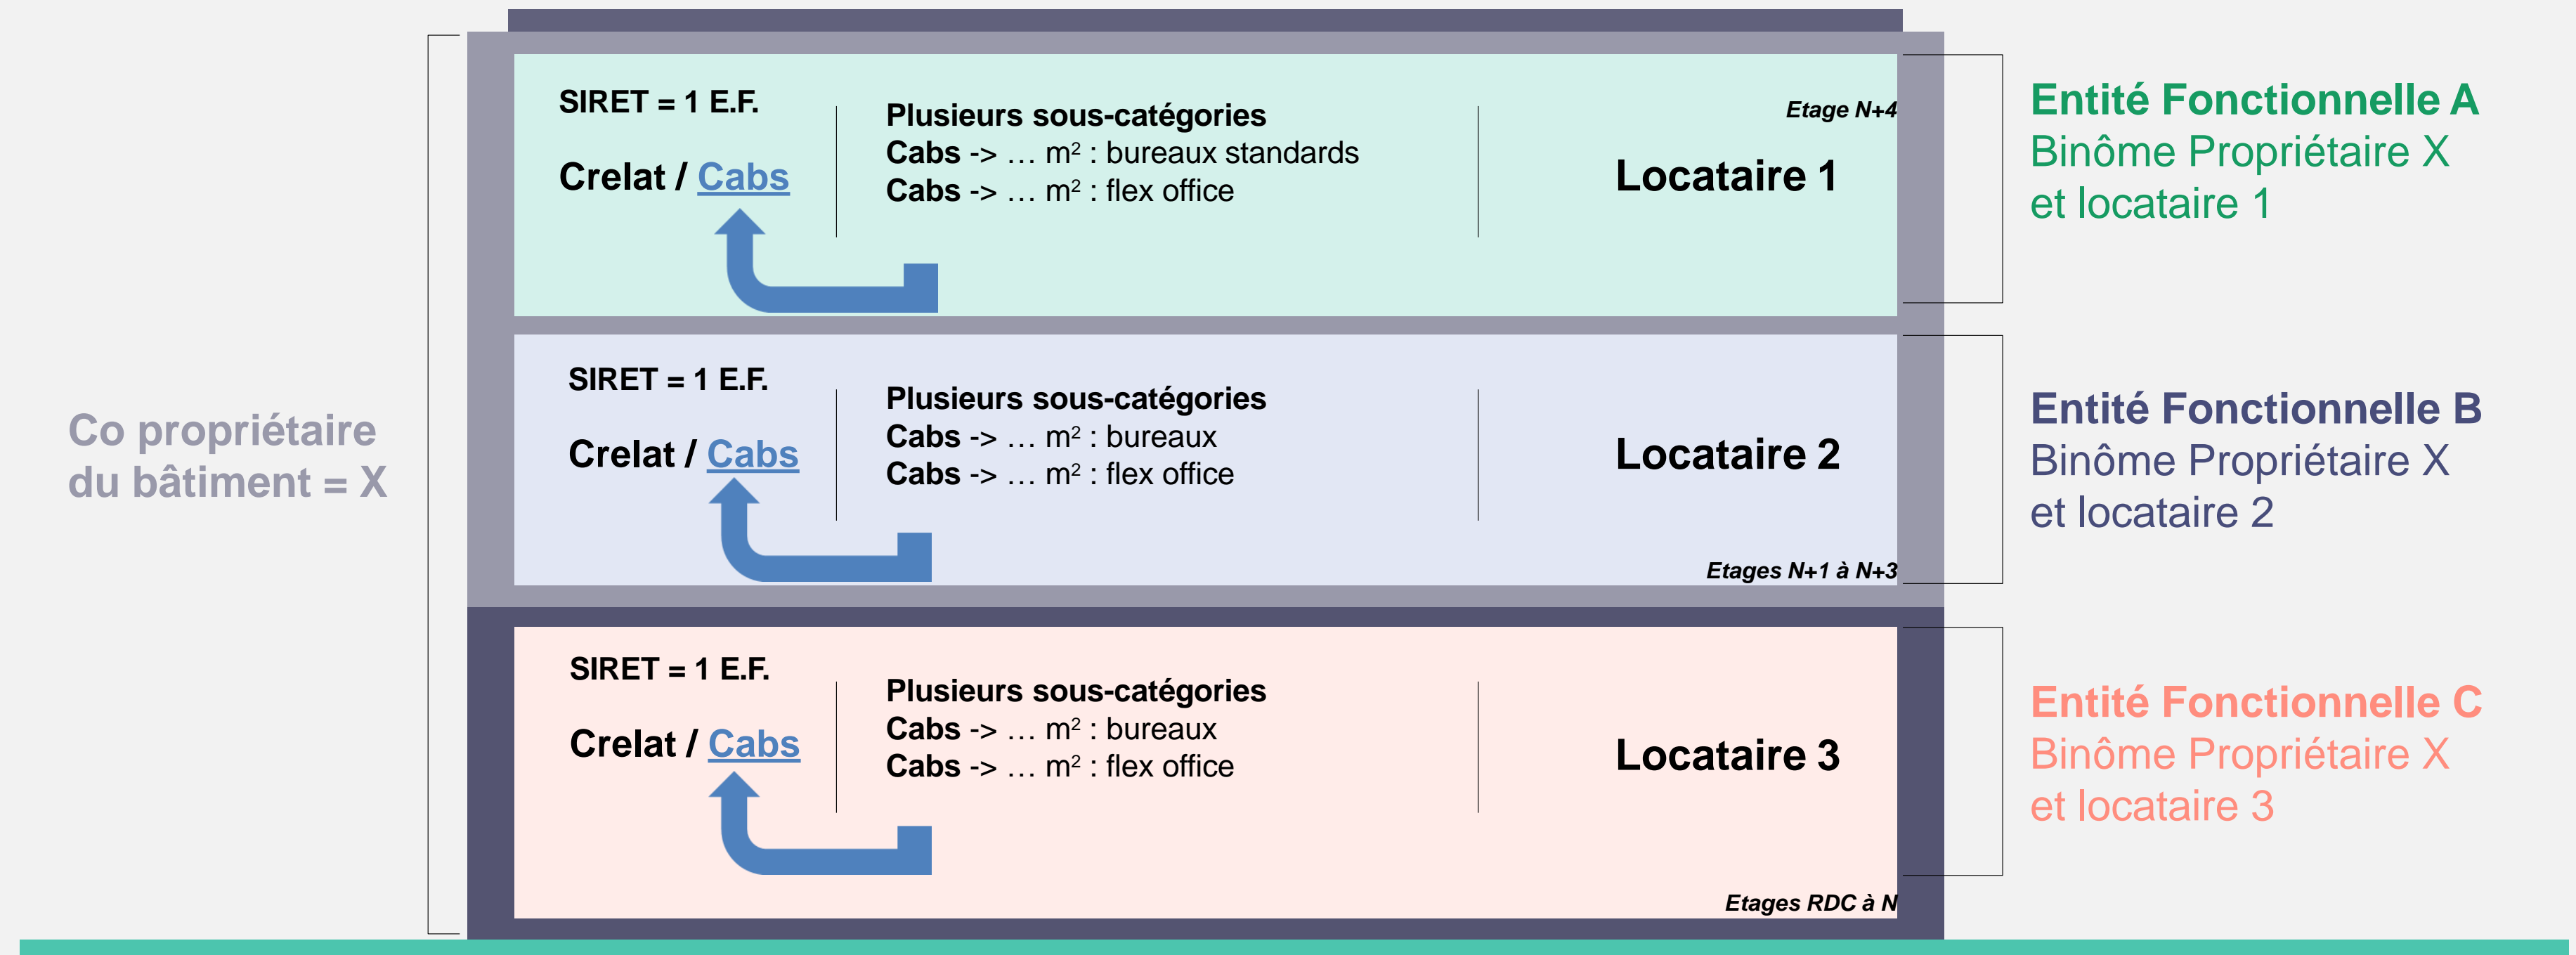 Co propriétaire
du bâtiment = X
SIRET = 1 E.F.
Crelat / Cabs
Plusieurs sous-catégories
Cabs -> … m² : bureaux standards
Cabs -> … m² : flex office
Etage N+4
Locataire 1
Entité Fonctionnelle A
Binôme Propriétaire X
et locataire 1
SIRET = 1 E.F.
Crelat / Cabs
Plusieurs sous-catégories
Cabs -> … m² : bureaux
Cabs -> … m² : flex office
Locataire 2
Etages N+1 à N+3
Entité Fonctionnelle B
Binôme Propriétaire X
et locataire 2
SIRET = 1 E.F.
Crelat / Cabs
Plusieurs sous-catégories
Cabs -> … m² : bureaux
Cabs -> … m² : flex office
Locataire 3
Etages RDC à N
Entité Fonctionnelle C
Binôme Propriétaire X
et locataire 3